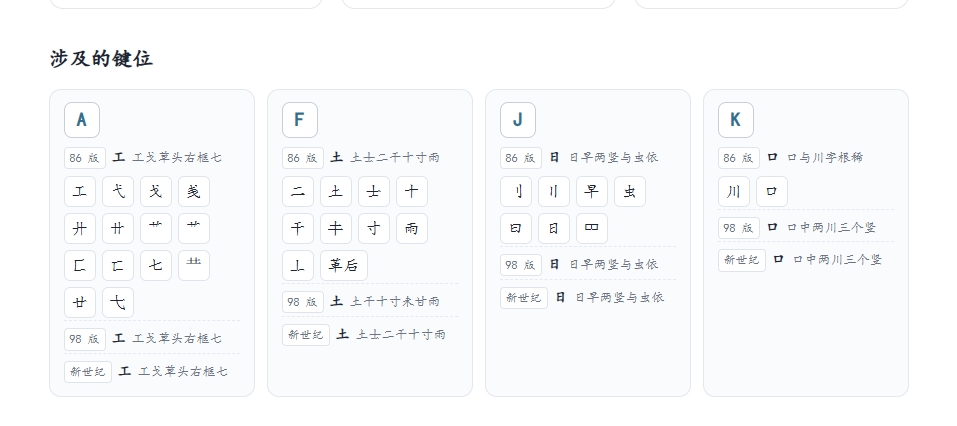 涉及的键位
A
86 版 工 工戈草头右框七
工 弋 戈 戋
廾 廿 艹 艹
匚 匸 七 龷
廿 弋
98 版 工 工戈草头右框七
新世纪 工 工戈草头右框七
F
86 版 土 土士二干十寸雨
二 土 士 十
干 寸 雨
丄 革后
98 版 土 土干十寸未甘雨
新世纪 土 土士二干十寸雨
J
86 版 日 日早两竖与虫依
刂 早 虫
曰 日
98 版 日 日早两竖与虫依
新世纪 日 日早两竖与虫依
K
86 版 口 口与川字根稀
川 口
98 版 口 口中两川三个竖
新世纪 口 口中两川三个竖